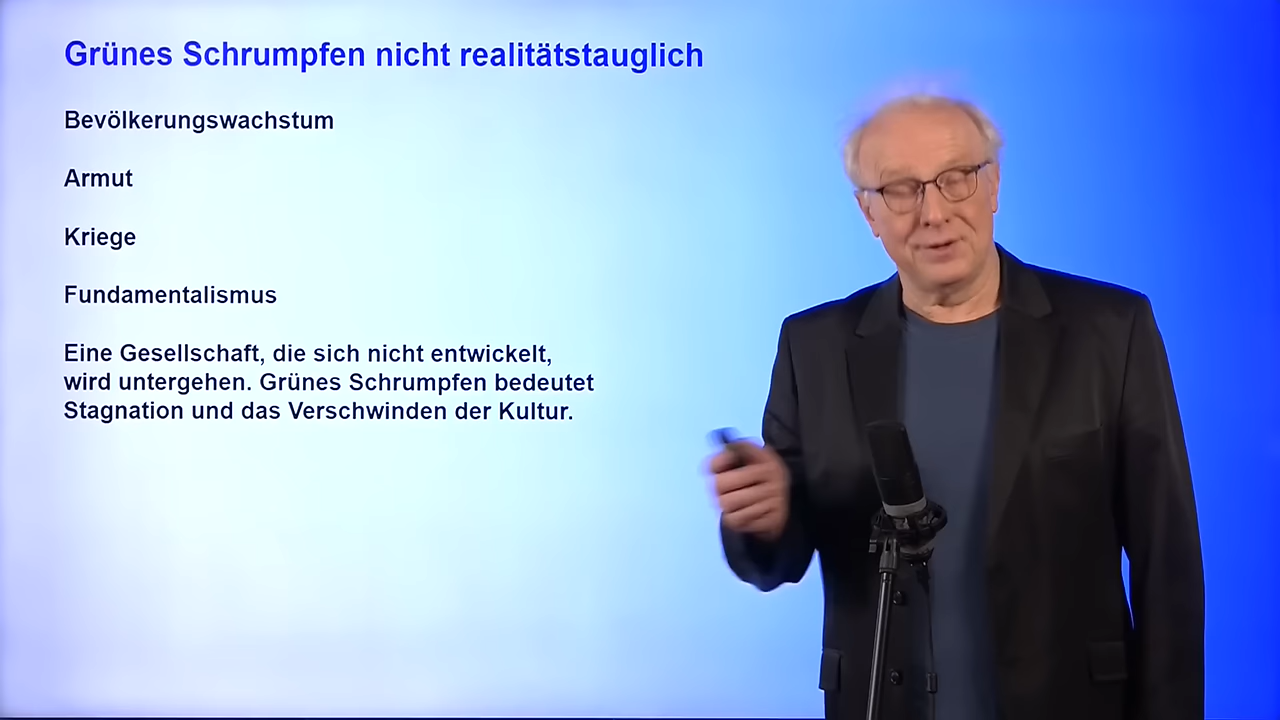 Grünes Schrumpfen nicht realitätstauglich
Bevölkerungswachstum
Armut
Kriege
Fundamentalismus
Eine Gesellschaft, die sich nicht entwickelt,
wird untergehen. Grünes Schrumpfen bedeutet
Stagnation und das Verschwinden der Kultur.